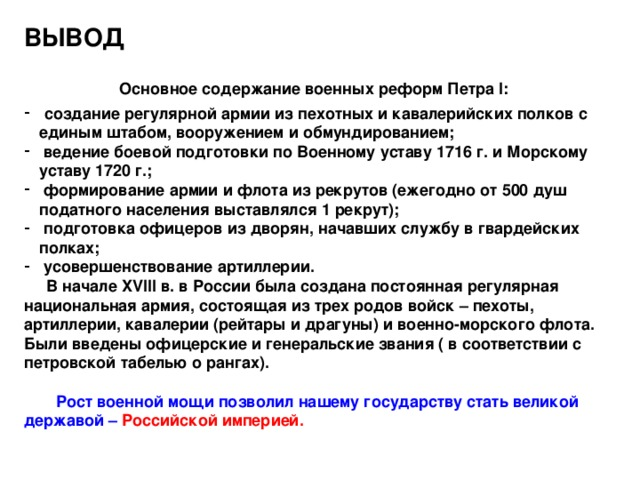 ВЫВОД
Основное содержание военных реформ Петра I:
- создание регулярной армии из пехотных и кавалерийских полков с
единым штабом, вооружением и обмундированием;
- ведение боевой подготовки по Военному уставу 1716 г. и Морскому
уставу 1720 г.;
- формирование армии и флота из рекрутов (ежегодно от 500 душ
податного населения выставлялся 1 рекрут);
- подготовка офицеров из дворян, начавших службу в гвардейских
полках;
- усовершенствование артиллерии.
В начале XVIII в. в России была создана постоянная регулярная
национальная армия, состоящая из трех родов войск – пехоты,
артиллерии, кавалерии (рейтары и драгуны) и военно-морского флота.
Были введены офицерские и генеральские звания ( в соответствии с
петровской табелью о рангах).
Рост военной мощи позволил нашему государству стать великой
державой – Российской империей.